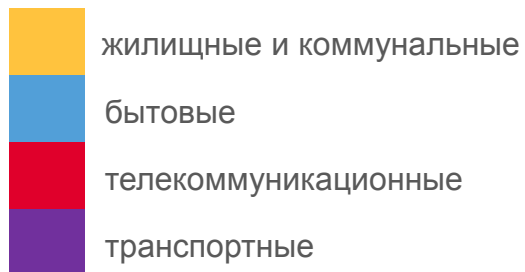 жилищные и коммунальные
бытовые
телекоммуникационные
транспортные